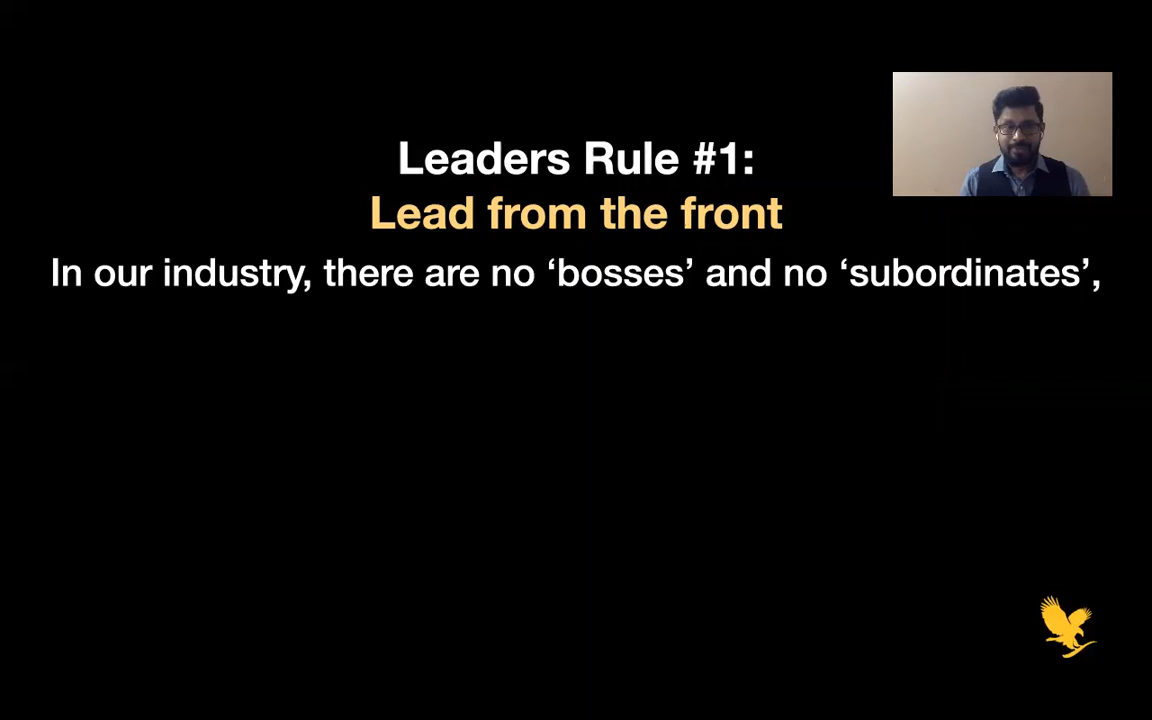 Leaders Rule #1:
Lead from the front
In our industry, there are no ‘bosses’ and no ‘subordinates’,